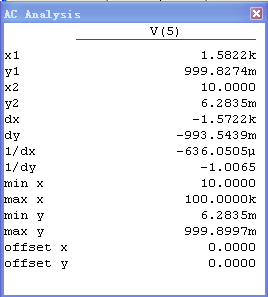 AC Analysis
V(5)
x1 1.5822k
y1 999.8274m
x2 10.0000
y2 6.2835m
dx -1.5722k
dy -993.5439m
1/dx -636.0505µ
1/dy -1.0065
min x 10.0000
max x 100.0000k
min y 6.2835m
max y 999.8997m
offset x 0.0000
offset y 0.0000